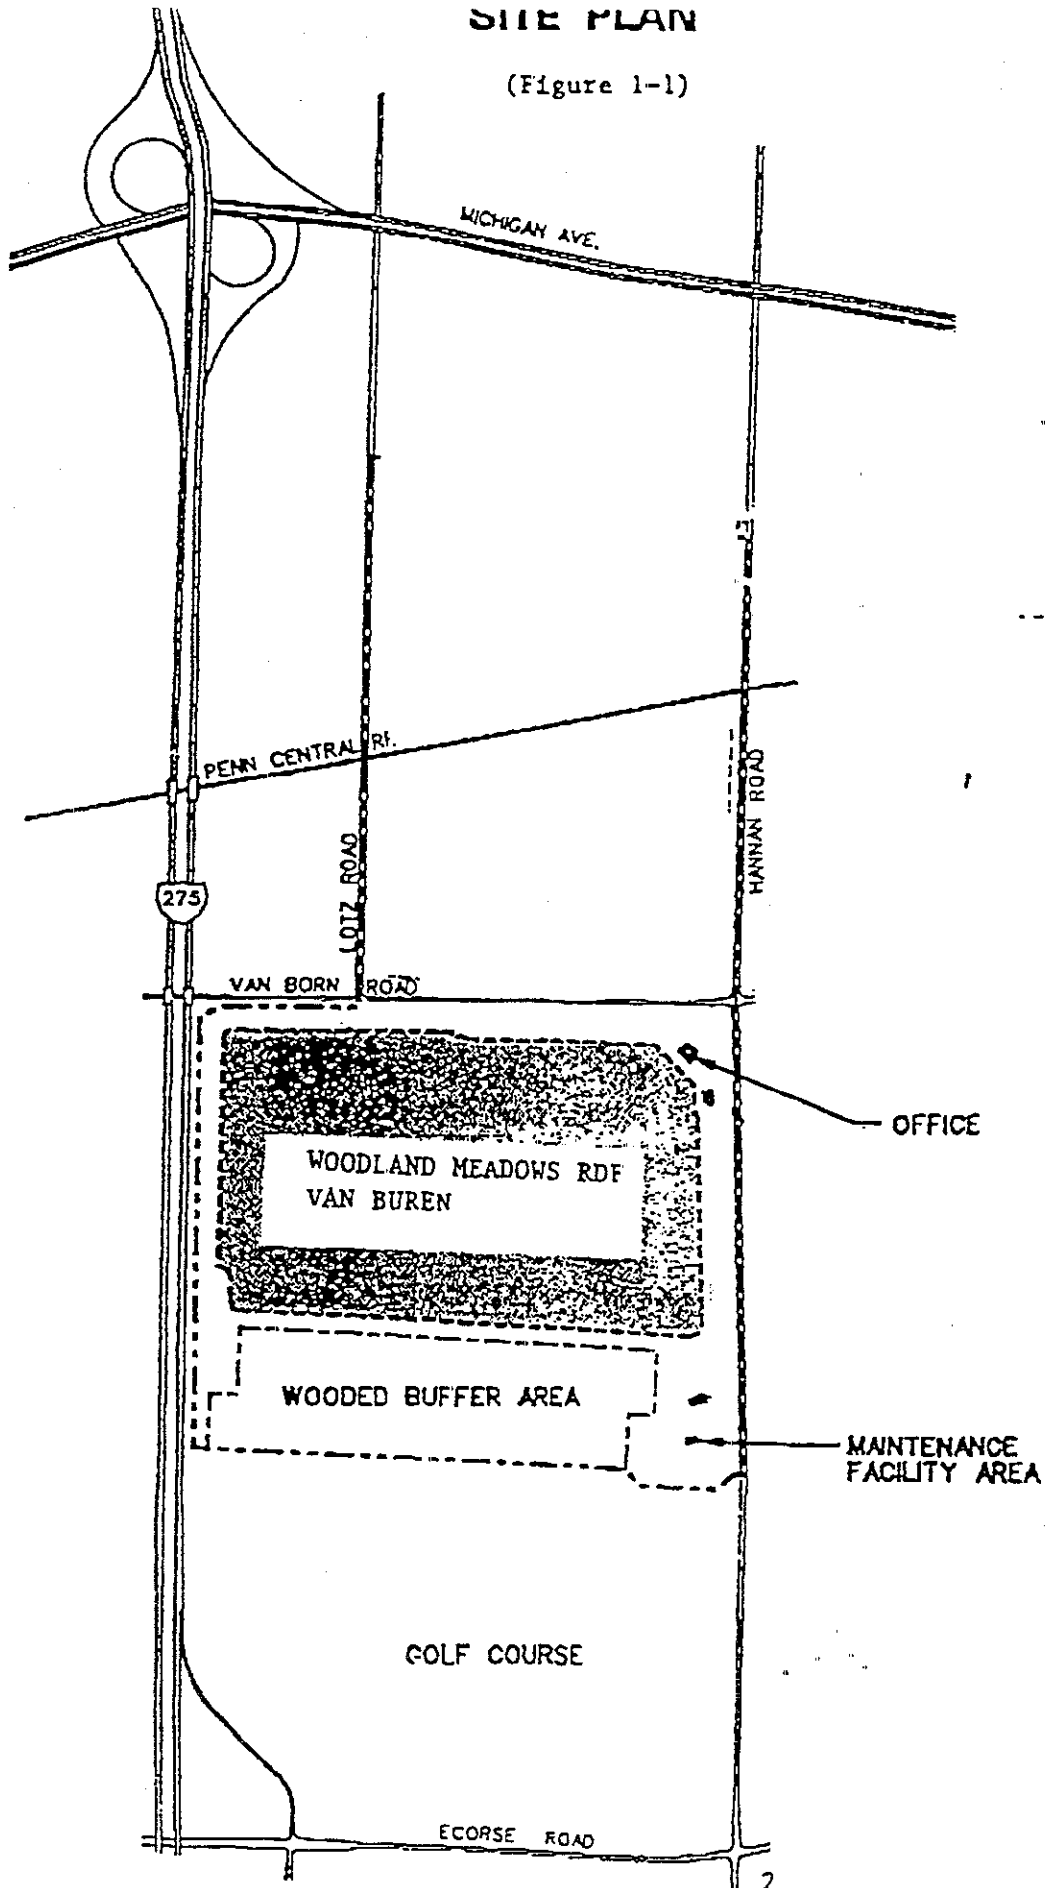 SITE PLAN
(Figure 1-1)
MICHIGAN AVE.
PENN CENTRAL RR.
HANNAN ROAD
LOTZ ROAD
275
VAN BORN ROAD
OFFICE
WOODLAND MEADOWS RDF
VAN BUREN
WOODED BUFFER AREA
MAINTENANCE
FACILITY AREA
GOLF COURSE
ECORSE ROAD
2